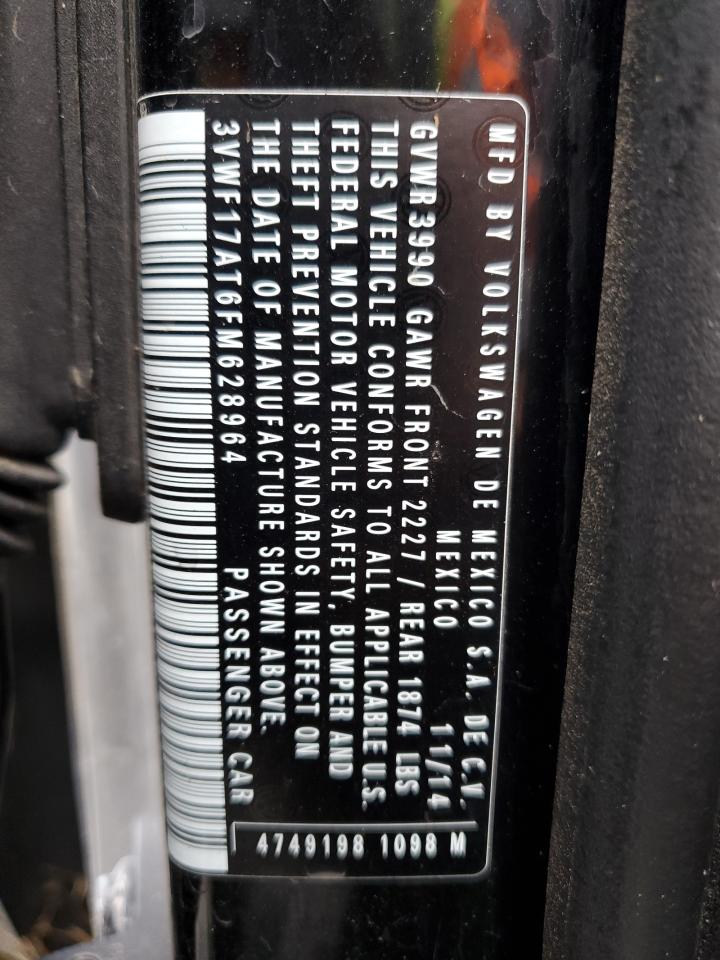 MFD BY VOLKSWAGEN DE MEXICO S.A. DE C.V.
MEXICO 11/14
GVWR3990 GAWR FRONT 2227 / REAR 1874 LBS
THIS VEHICLE CONFORMS TO ALL APPLICABLE U.S.
FEDERAL MOTOR VEHICLE SAFETY, BUMPER AND
THEFT PREVENTION STANDARDS IN EFFECT ON
THE DATE OF MANUFACTURE SHOWN ABOVE.
3VWF17AT6FM628964 PASSENGER CAR
4749198 1098 M